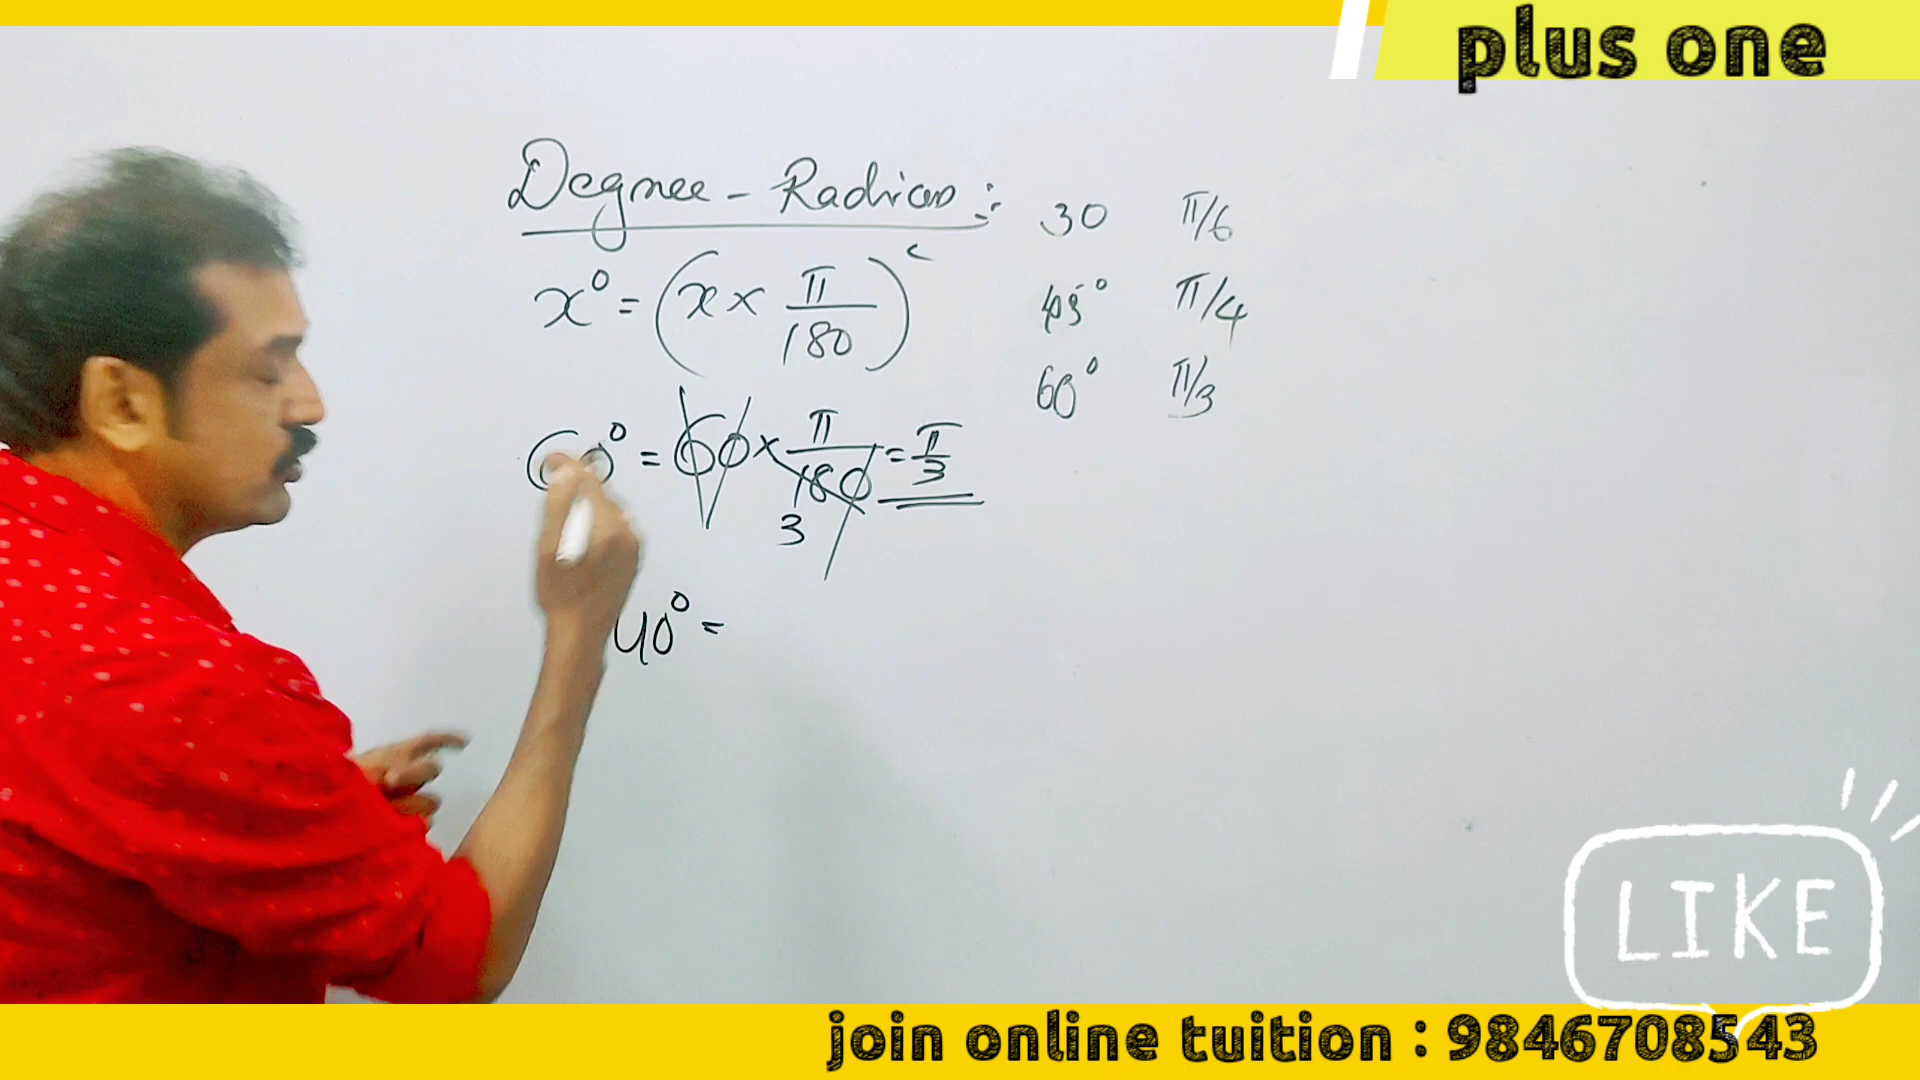 plus one
Degree - Radian :-
x° = (x × π/180)ᶜ
60° = 60 × π/180 = π/3
3
40° =
30 π/6
45° π/4
60° π/3
LIKE
join online tuition : 9846708543